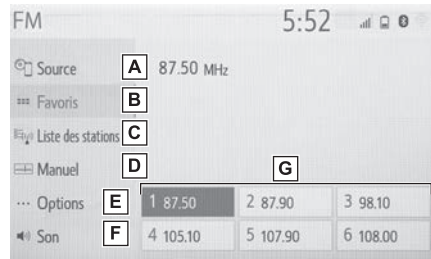 FM 5:52
Source A 87.50 MHz
Favoris B
Liste des stations C
Manuel D G
Options E 1 87.50 2 87.90 3 98.10
Son F 4 105.10 5 107.90 6 108.00